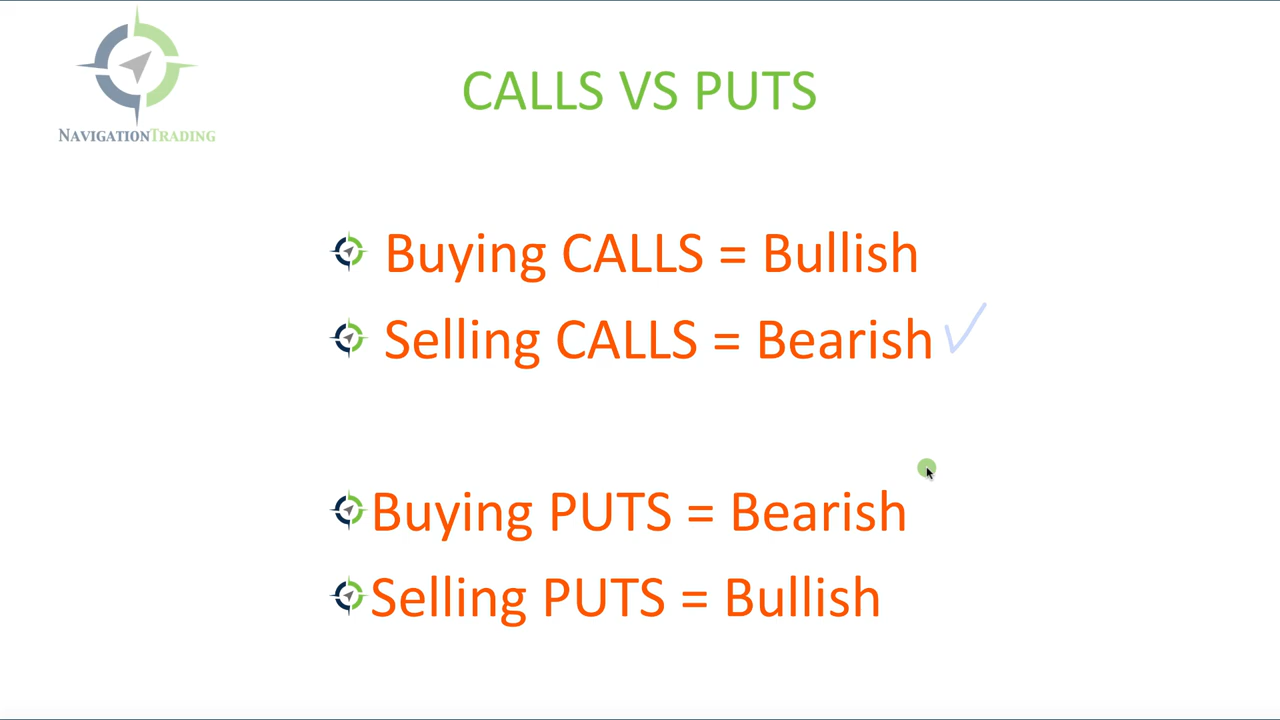 NAVIGATIONTRADING
CALLS VS PUTS
Buying CALLS = Bullish
Selling CALLS = Bearish
Buying PUTS = Bearish
Selling PUTS = Bullish